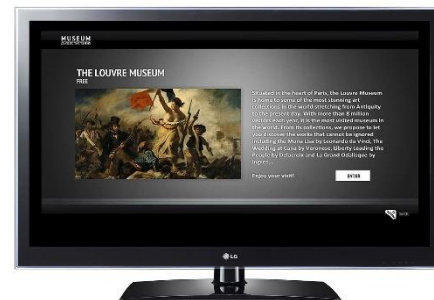 MUSEUM
THE LOUVRE MUSEUM
FREE
Situated in the heart of Paris, the Louvre Museum
is home to some of the most stunning art
collections in the world stretching from Antiquity
to the present day. With more than 8 million
visitors each year, it is the most visited museum in
the world. From its collections, we propose to let
you discover the works that cannot be ignored
including the Mona Lisa by Leonardo da Vinci, The
Wedding at Cana by Veronese, Liberty Leading the
People by Delacroix and La Grand Odalisque by
Ingres...
Enjoy your visit!
ENTER
LG